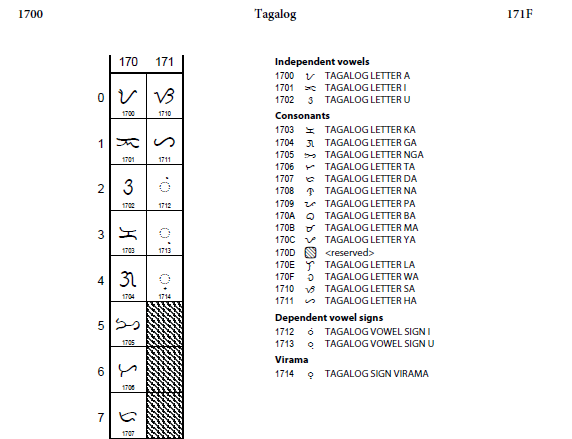 1700 Tagalog 171F
170 171
0 ᜀ ᜐ
1700 1710
1 ᜁ ᜑ
1701 1711
2 ᜂ ◌ᜒ
1702 1712
3 ᜃ ◌ᜓ
1703 1713
4 ᜄ ◌᜔
1704 1714
5 ᜅ
1705
6 ᜆ
1706
7 ᜇ
1707
Independent vowels
1700 ᜀ TAGALOG LETTER A
1701 ᜁ TAGALOG LETTER I
1702 ᜂ TAGALOG LETTER U
Consonants
1703 ᜃ TAGALOG LETTER KA
1704 ᜄ TAGALOG LETTER GA
1705 ᜅ TAGALOG LETTER NGA
1706 ᜆ TAGALOG LETTER TA
1707 ᜇ TAGALOG LETTER DA
1708 ᜈ TAGALOG LETTER NA
1709 ᜉ TAGALOG LETTER PA
170A ᜊ TAGALOG LETTER BA
170B ᜋ TAGALOG LETTER MA
170C ᜌ TAGALOG LETTER YA
170D <reserved>
170E ᜎ TAGALOG LETTER LA
170F ᜏ TAGALOG LETTER WA
1710 ᜐ TAGALOG LETTER SA
1711 ᜑ TAGALOG LETTER HA
Dependent vowel signs
1712 ◌ᜒ TAGALOG VOWEL SIGN I
1713 ◌ᜓ TAGALOG VOWEL SIGN U
Virama
1714 ◌᜔ TAGALOG SIGN VIRAMA